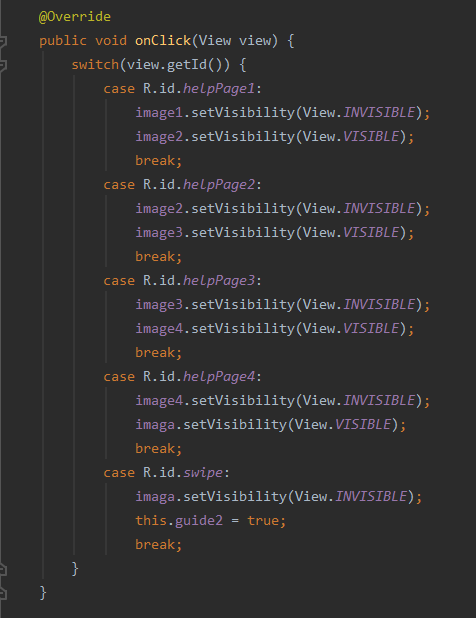 @Override
public void onClick(View view) {
switch(view.getId()) {
case R.id.helpPage1:
image1.setVisibility(View.INVISIBLE);
image2.setVisibility(View.VISIBLE);
break;
case R.id.helpPage2:
image2.setVisibility(View.INVISIBLE);
image3.setVisibility(View.VISIBLE);
break;
case R.id.helpPage3:
image3.setVisibility(View.INVISIBLE);
image4.setVisibility(View.VISIBLE);
break;
case R.id.helpPage4:
image4.setVisibility(View.INVISIBLE);
imaga.setVisibility(View.VISIBLE);
break;
case R.id.swipe:
imaga.setVisibility(View.INVISIBLE);
this.guide2 = true;
break;
}
}